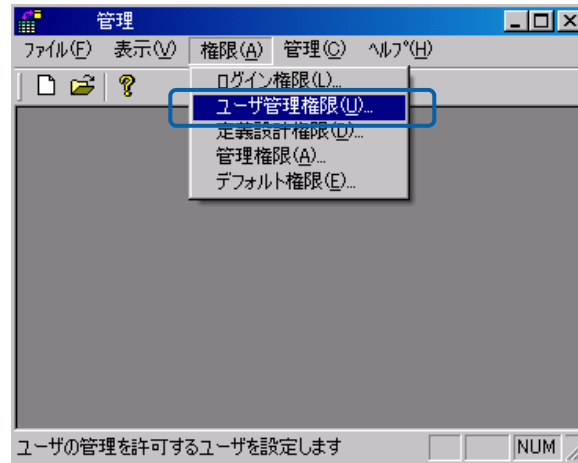 管理
ファイル(F) 表示(V) 権限(A) 管理(C) ヘルプ(H)
ログイン権限(L)...
ユーザ管理権限(U)...
定義設計権限(D)...
管理権限(A)...
デフォルト権限(E)...
ユーザの管理を許可するユーザを設定します NUM